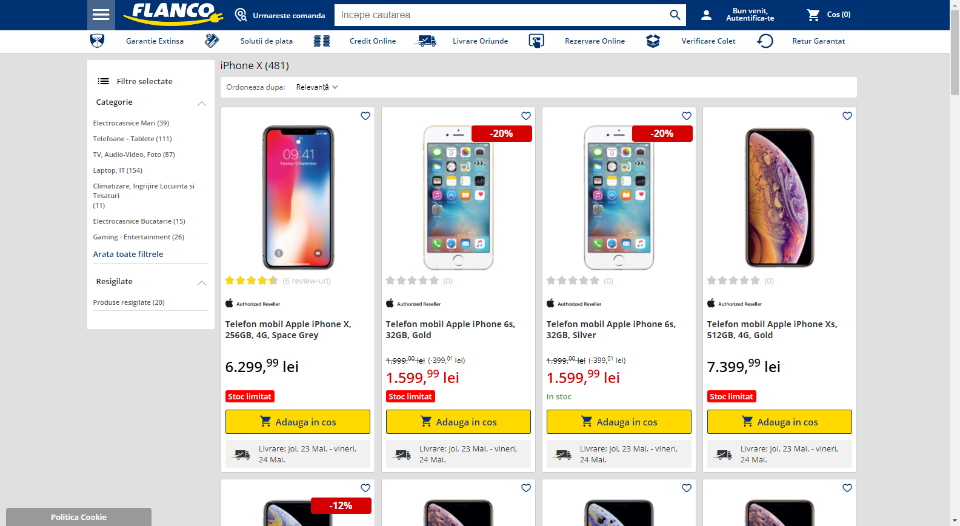 FLANCO
Urmareste comanda
Incepe cautarea
Bun venit,
Autentifica-te
Cos (0)
Garantie Extinsa
Solutii de plata
Credit Online
Livrare Oriunde
Rezervare Online
Verificare Colet
Retur Garantat
Filtre selectate
Categorie
Electrocasnice Mari (39)
Telefoane - Tablete (111)
TV, Audio-Video, Foto (87)
Laptop, IT (154)
Climatizare, Ingrijire Locuinta si
Tesaturi
(11)
Electrocasnice Bucatarie (15)
Gaming - Entertainment (26)
Arata toate filtrele
Resigilate
Produse resigilate (20)
iPhone X (481)
Ordoneaza dupa: Relevanță
09:41
(6 review-uri)
Authorized Reseller
Telefon mobil Apple iPhone X,
256GB, 4G, Space Grey
6.299,99 lei
Stoc limitat
Adauga in cos
Livrare: Joi, 23 Mai. - vineri,
24 Mai.
-20%
(0)
Authorized Reseller
Telefon mobil Apple iPhone 6s,
32GB, Gold
1.999,00 lei (-399,01 lei)
1.599,99 lei
Stoc limitat
Adauga in cos
Livrare: Joi, 23 Mai. - vineri,
24 Mai.
-20%
(0)
Authorized Reseller
Telefon mobil Apple iPhone 6s,
32GB, Silver
1.999,00 lei (-399,01 lei)
1.599,99 lei
In stoc
Adauga in cos
Livrare: Joi, 23 Mai. - vineri,
24 Mai.
(0)
Authorized Reseller
Telefon mobil Apple iPhone Xs,
512GB, 4G, Gold
7.399,99 lei
Stoc limitat
Adauga in cos
Livrare: Joi, 23 Mai. - vineri,
24 Mai.
-12%
Politica Cookie